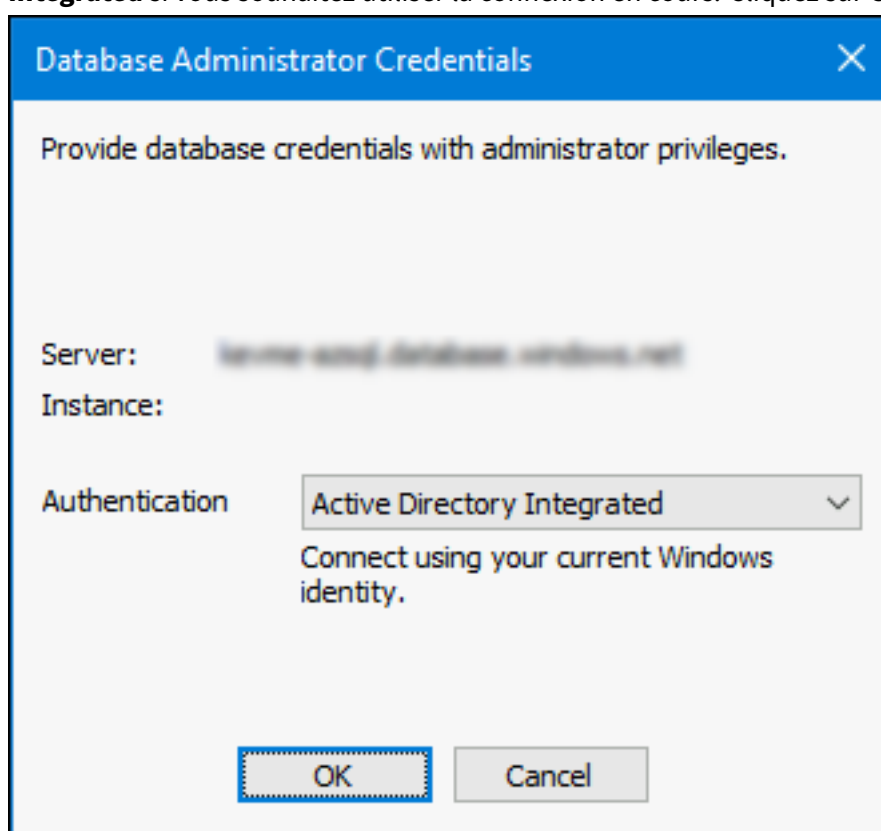 Database Administrator Credentials
Provide database credentials with administrator privileges.
Server:
Instance:
Authentication
Active Directory Integrated
Connect using your current Windows
identity.
OK
Cancel